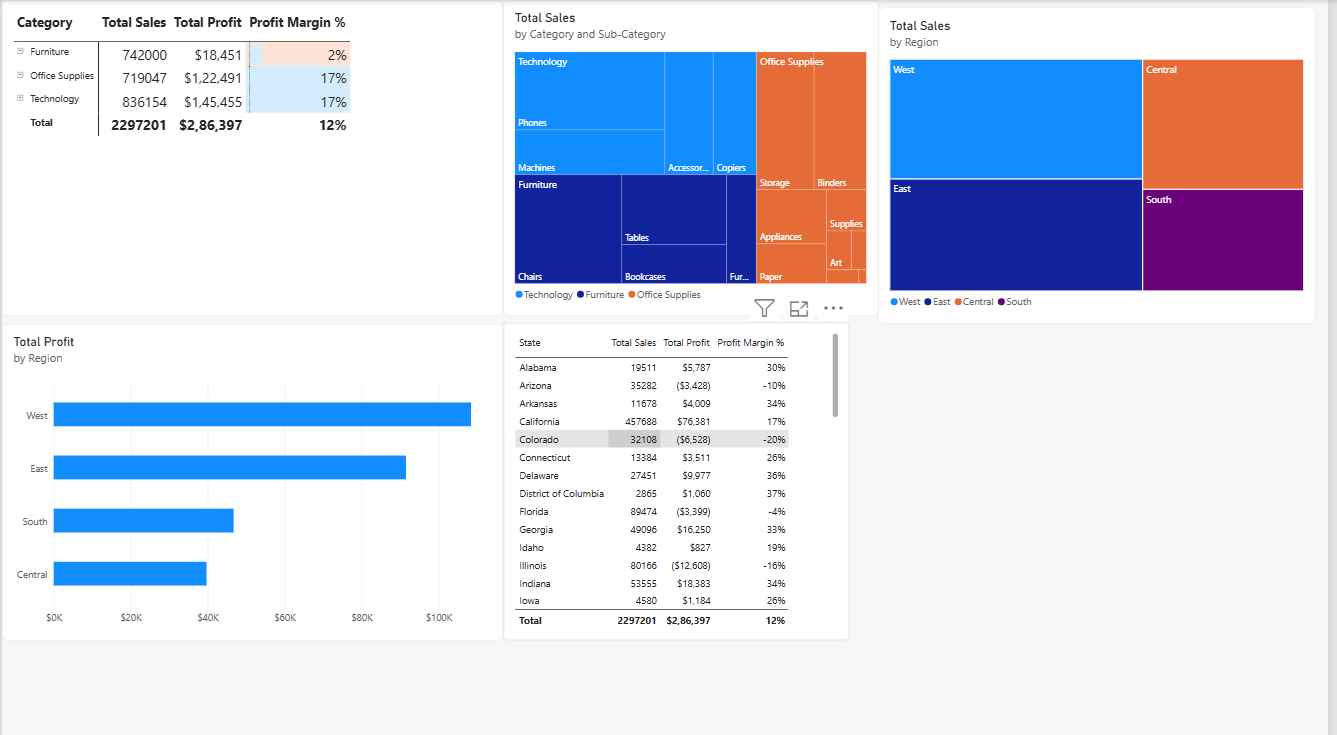 Category Total Sales Total Profit Profit Margin %
Furniture 742000 $18,451 2%
Office Supplies 719047 $1,22,491 17%
Technology 836154 $1,45,455 17%
Total 2297201 $2,86,397 12%
Total Sales
by Category and Sub-Category
Technology
Phones
Machines
Accessor...
Copiers
Office Supplies
Storage
Binders
Furniture
Chairs
Tables
Bookcases
Fur...
Appliances
Supplies
Art
Paper
Technology Furniture Office Supplies
Total Sales
by Region
West
Central
East
South
West East Central South
Total Profit
by Region
West
East
South
Central
$0K $20K $40K $60K $80K $100K
State Total Sales Total Profit Profit Margin %
Alabama 19511 $5,787 30%
Arizona 35282 ($3,428) -10%
Arkansas 11678 $4,009 34%
California 457688 $76,381 17%
Colorado 32108 ($6,528) -20%
Connecticut 13384 $3,511 26%
Delaware 27451 $9,977 36%
District of Columbia 2865 $1,060 37%
Florida 89474 ($3,399) -4%
Georgia 49096 $16,250 33%
Idaho 4382 $827 19%
Illinois 80166 ($12,608) -16%
Indiana 53555 $18,383 34%
Iowa 4580 $1,184 26%
Total 2297201 $2,86,397 12%